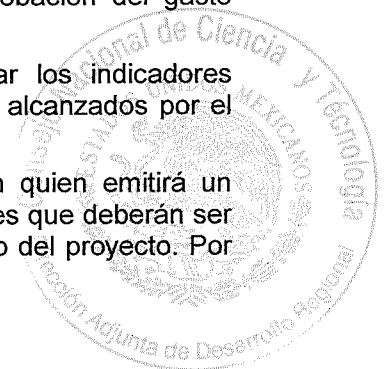 obación del gasto
ar los indicadores
alcanzados por el
n quien emitirá un
es que deberán ser
o del proyecto. Por
Consejo Nacional de Ciencia y Tecnología
ESTADOS UNIDOS MEXICANOS
Dirección Adjunta de Desarrollo Regional